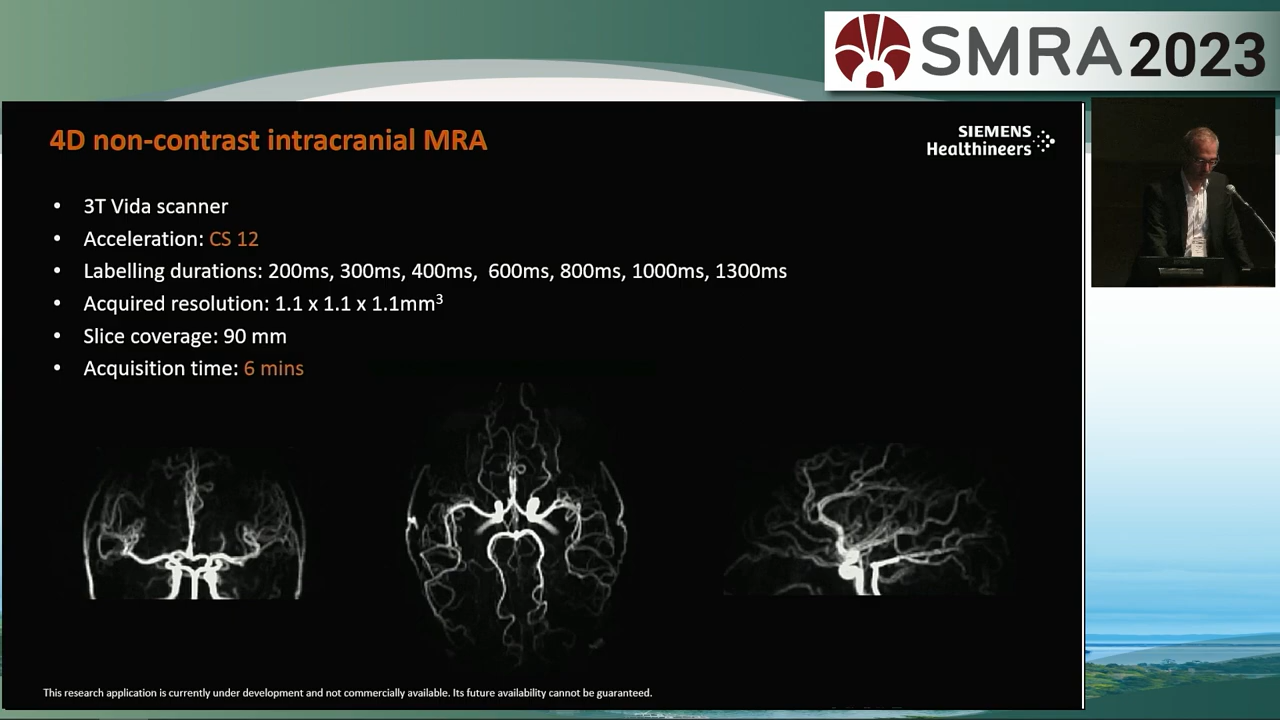 SMRA 2023
4D non-contrast intracranial MRA
SIEMENS
Healthineers
• 3T Vida scanner
• Acceleration: CS 12
• Labelling durations: 200ms, 300ms, 400ms, 600ms, 800ms, 1000ms, 1300ms
• Acquired resolution: 1.1 x 1.1 x 1.1mm³
• Slice coverage: 90 mm
• Acquisition time: 6 mins
This research application is currently under development and not commercially available. Its future availability cannot be guaranteed.